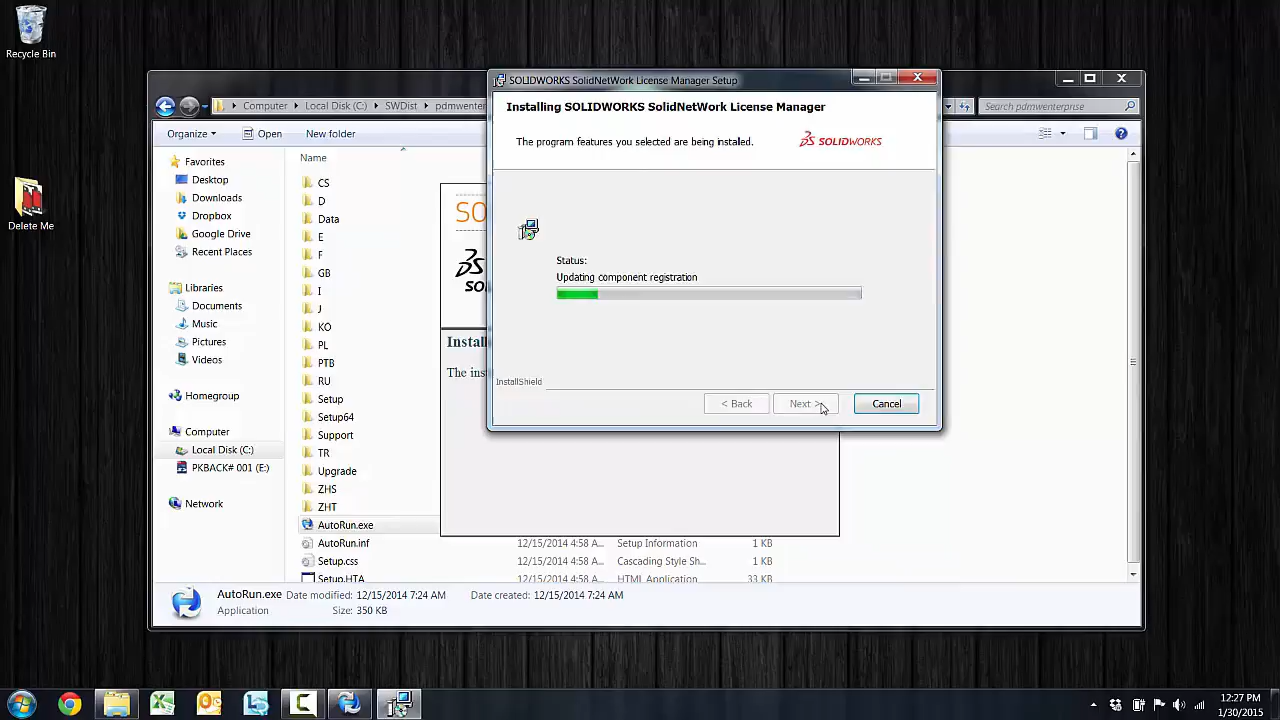 Recycle Bin
Delete Me
SOLIDWORKS SolidNetWork License Manager Setup
Computer Local Disk (C:) SWDist
Search pdmwenterprise
Installing SOLIDWORKS SolidNetWork License Manager
The program features you selected are being installed.
SOLIDWORKS
Organize Open New folder
Name
Favorites
Desktop
Downloads
Dropbox
Google Drive
Recent Places
Libraries
Documents
Music
Pictures
Videos
Homegroup
Computer
Local Disk (C:)
PKBACK# 001 (E:)
Network
CS
D
Data
E
F
GB
I
J
KO
PL
PTB
RU
Setup
Setup64
Support
TR
Upgrade
ZHS
ZHT
AutoRun.exe
AutoRun.inf 12/15/2014 4:58 A... Setup Information 1 KB
Setup.css 12/15/2014 4:58 A... Cascading Style Sh... 1 KB
Setup.HTA 12/15/2014 4:58 A... HTML Application 33 KB
Status:
Updating component registration
InstallShield
< Back Next > Cancel
The
AutoRun.exe Date modified: 12/15/2014 7:24 AM Date created: 12/15/2014 7:24 AM
Application Size: 350 KB
12:27 PM
1/30/2015